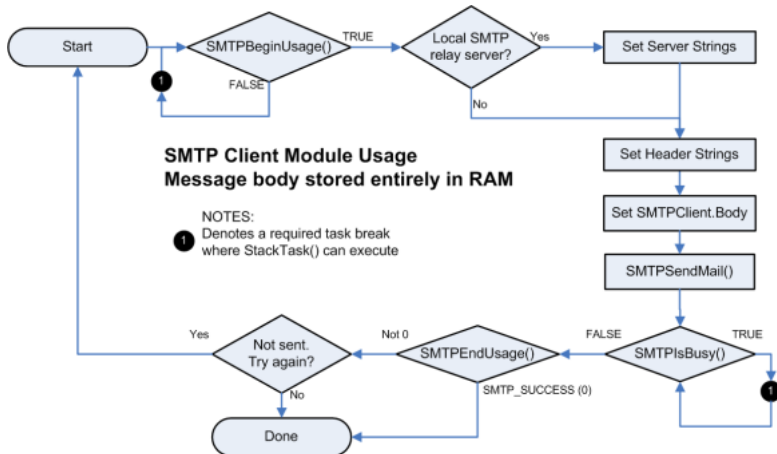 Start
SMTPBeginUsage()
TRUE
FALSE
1
Local SMTP
relay server?
Yes
No
Set Server Strings
Set Header Strings
Set SMTPClient.Body
SMTPSendMail()
SMTP Client Module Usage
Message body stored entirely in RAM
NOTES:
1
Denotes a required task break
where StackTask() can execute
SMTPIsBusy()
TRUE
1
FALSE
SMTPEndUsage()
Not 0
SMTP_SUCCESS (0)
Not sent.
Try again?
Yes
No
Done